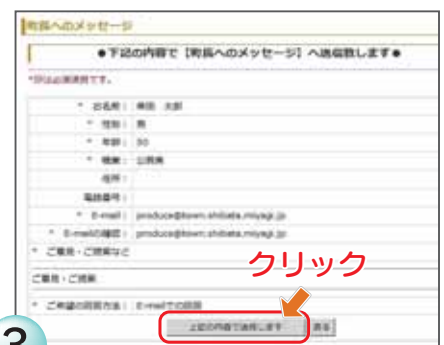 町長へのメッセージ
●下記の内容で【町長へのメッセージ】へ送信致します●
*印は必須項目です。
* お名前： 柴田 太郎
* 性別： 男
* 年齢： 50
* 職業： 公務員
住所：
電話番号：
* E-mail： produce@town.shibata.miyagi.jp
* E-mailの確認： produce@town.shibata.miyagi.jp
* ご意見・ご提案など
クリック
ご意見・ご提案
* ご希望の回答方法： E-mailでの回答
上記の内容で送信します 戻る
3